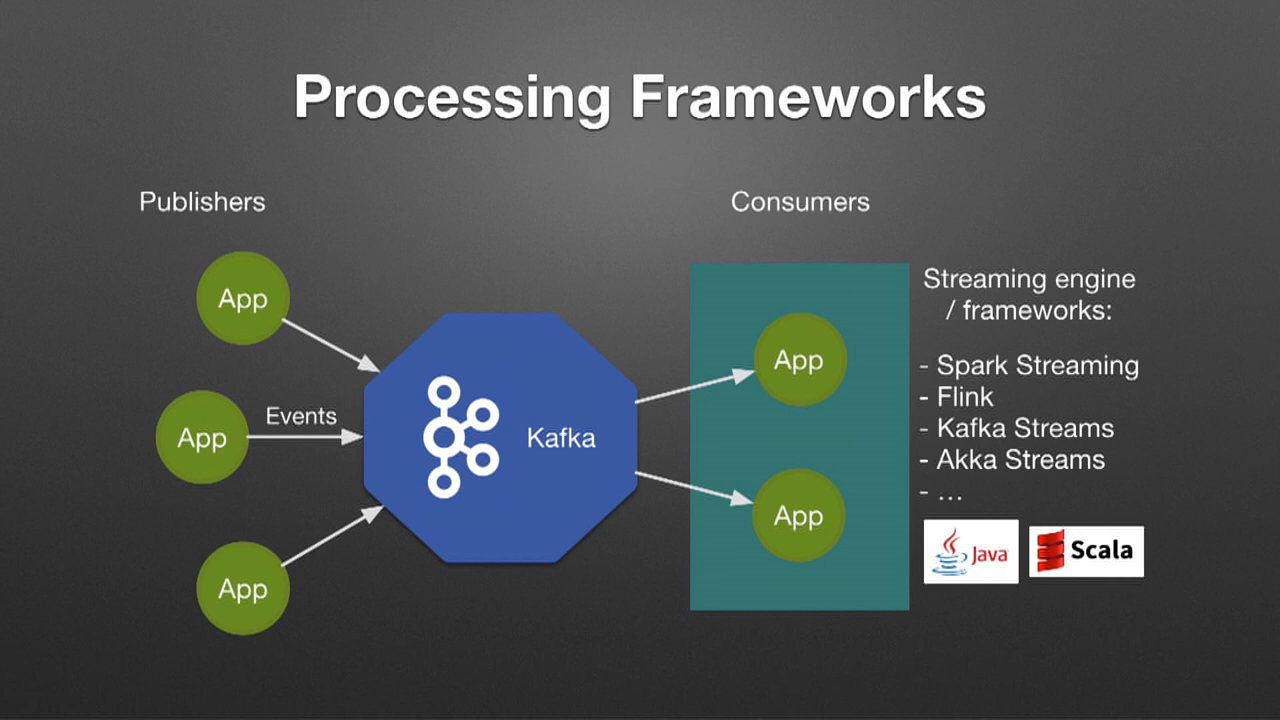 Processing Frameworks
Publishers
Consumers
App
App
Events
App
Kafka
App
App
Streaming engine
/ frameworks:
- Spark Streaming
- Flink
- Kafka Streams
- Akka Streams
- …
Java
Scala